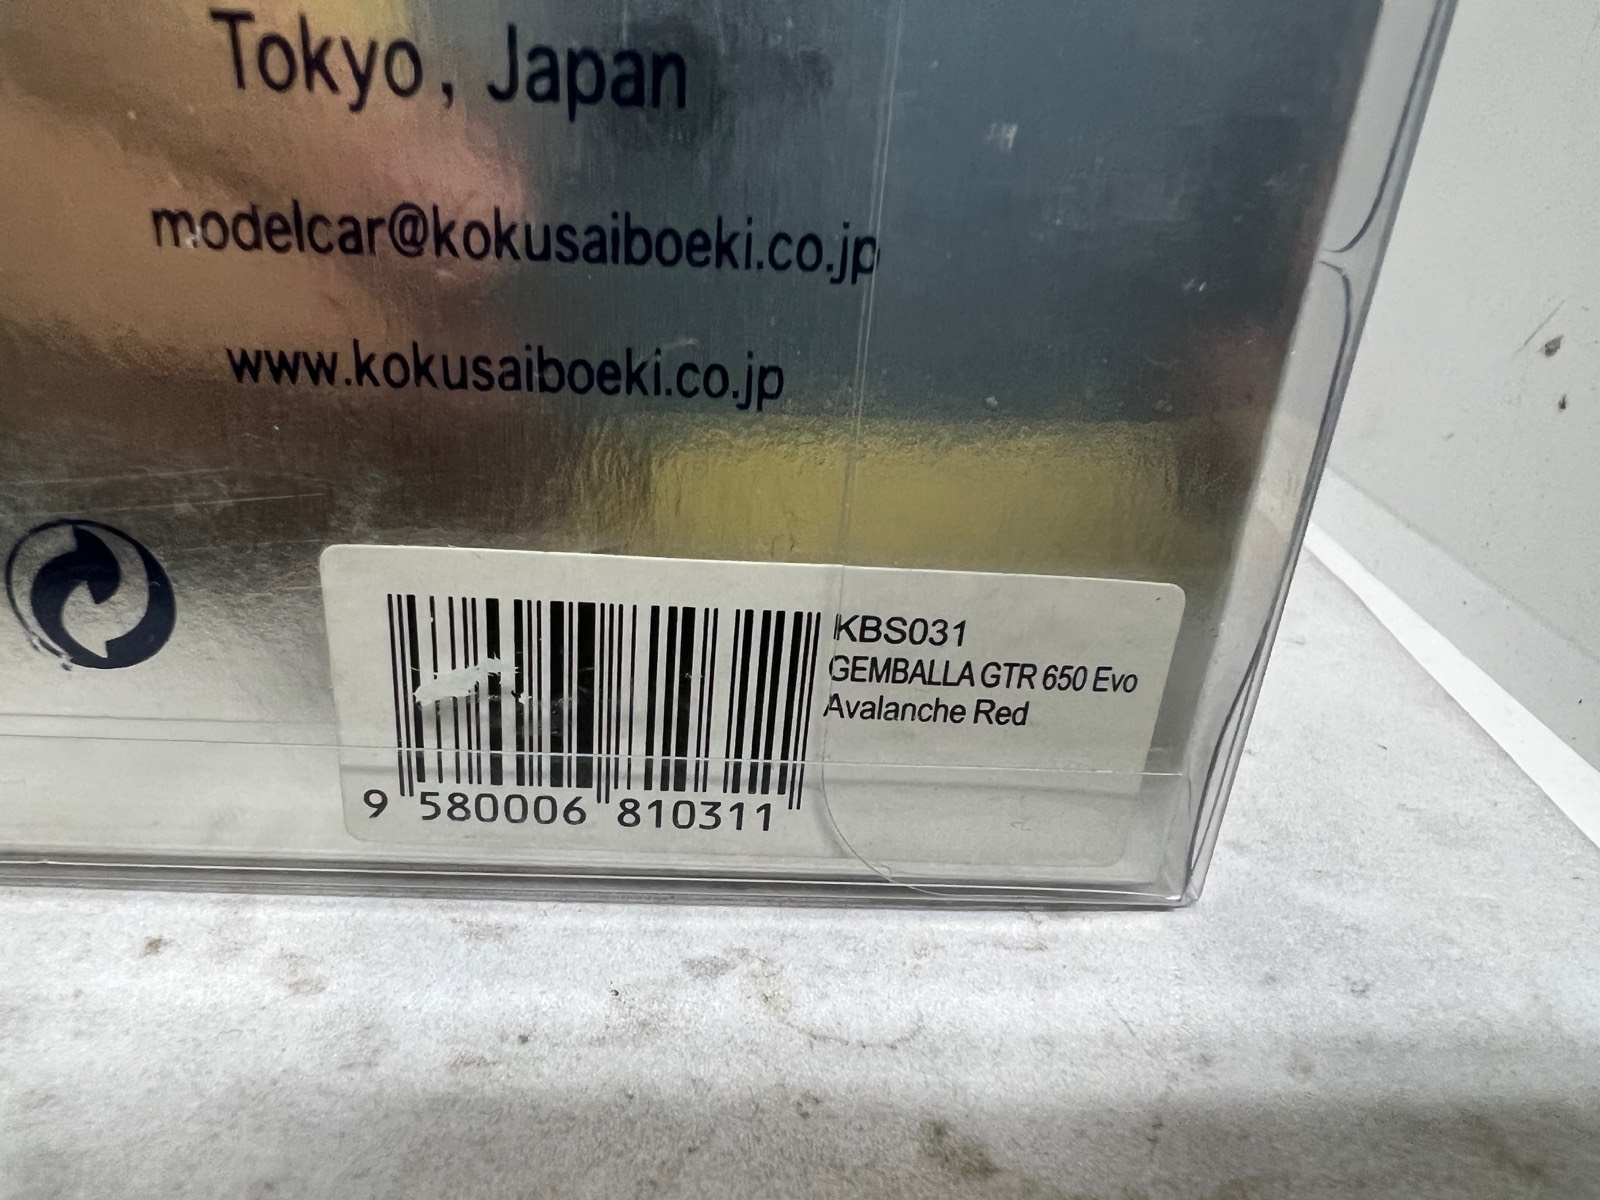 Tokyo, Japan
modelcar@kokusaiboeki.co.jp
www.kokusaiboeki.co.jp
KBS031
GEMBALLA GTR 650 Evo
Avalanche Red
9 580006 810311